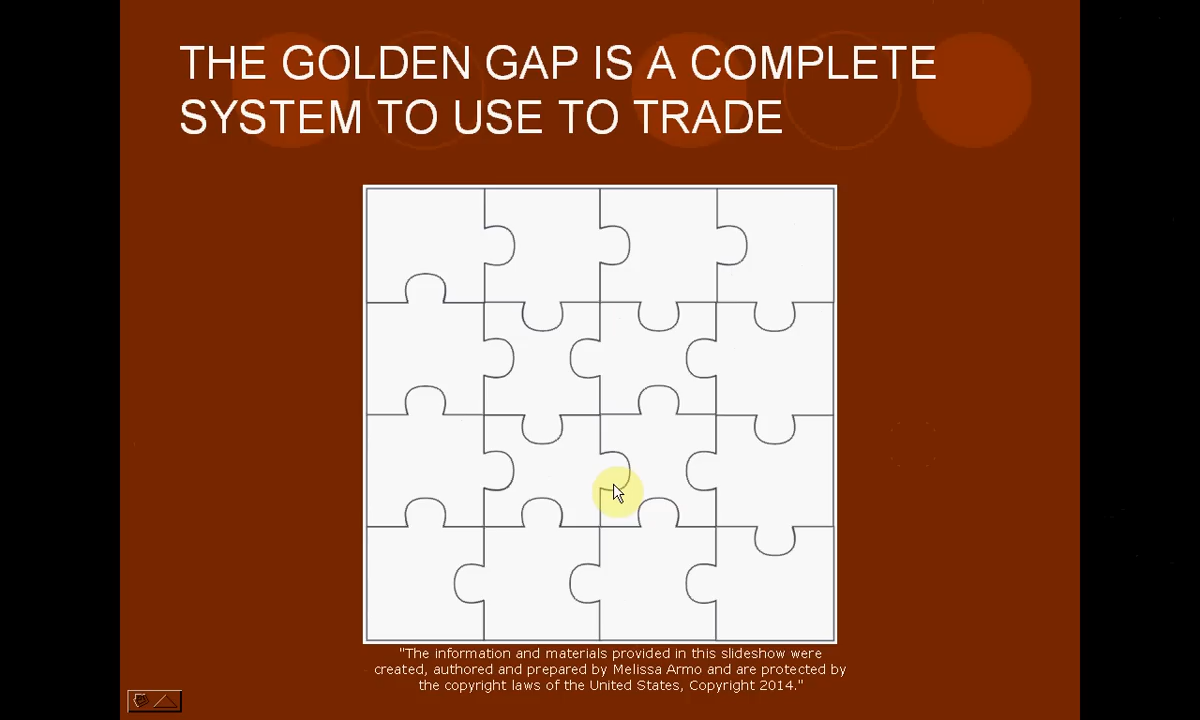 THE GOLDEN GAP IS A COMPLETE
SYSTEM TO USE TO TRADE
"The information and materials provided in this slideshow were
created, authored and prepared by Melissa Armo and are protected by
the copyright laws of the United States, Copyright 2014."